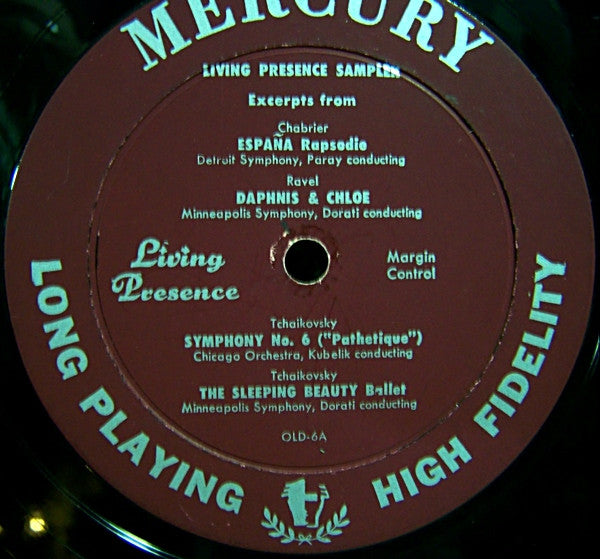 MERCURY
LIVING PRESENCE SAMPLER
Excerpts from
Chabrier
ESPAÑA Rapsodie
Detroit Symphony, Paray conducting
Ravel
DAPHNIS & CHLOE
Minneapolis Symphony, Dorati conducting
Living
Presence
Margin
Control
Tchaikovsky
SYMPHONY No. 6 ("Pathetique")
Chicago Orchestra, Kubelik conducting
Tchaikovsky
THE SLEEPING BEAUTY Ballet
Minneapolis Symphony, Dorati conducting
OLD-6A
LONG PLAYING
HIGH FIDELITY